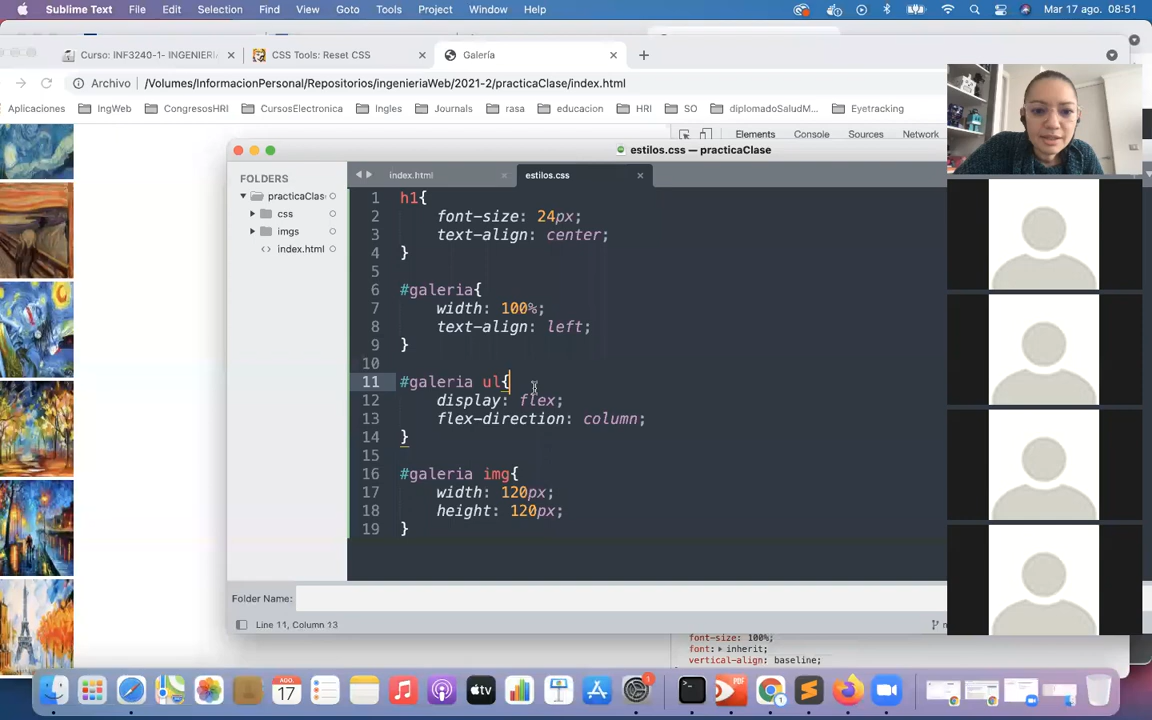 Sublime Text File Edit Selection Find View Goto Tools Project Window Help Mar 17 ago. 08:51
Curso: INF3240-1- INGENIERI CSS Tools: Reset CSS Galería
Archivo /Volumes/InformacionPersonal/Repositorios/ingenieriaWeb/2021-2/practicaClase/index.html
Aplicaciones IngWeb CongresosHRI CursosElectronica Ingles Journals rasa educacion HRI SO diplomadoSaludM... Eyetracking
Elements Console Sources Network
estilos.css — practicaClase
FOLDERS
practicaClas
css
imgs
index.html
index.html estilos.css
1 h1{
2 font-size: 24px;
3 text-align: center;
4 }
5
6 #galeria{
7 width: 100%;
8 text-align: left;
9 }
10
11 #galeria ul{
12 display: flex;
13 flex-direction: column;
14 }
15
16 #galeria img{
17 width: 120px;
18 height: 120px;
19 }
Folder Name:
Line 11, Column 13
font-size: 100%;
font: inherit;
vertical-align: baseline;
AGO.
17
tv
1